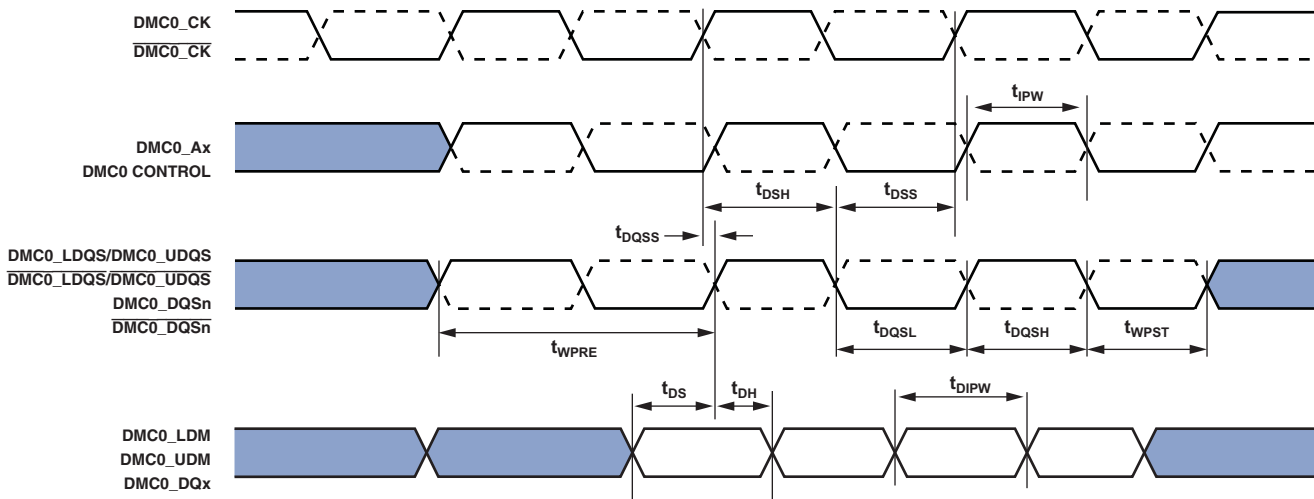 DMC0_CK
DMC0_CK
tIPW
DMC0_Ax
DMC0 CONTROL
tDSH
tDSS
tDQSS
DMC0_LDQS/DMC0_UDQS
DMC0_LDQS/DMC0_UDQS
DMC0_DQSn
DMC0_DQSn
tWPRE
tDQSL
tDQSH
tWPST
tDS
tDH
tDIPW
DMC0_LDM
DMC0_UDM
DMC0_DQx